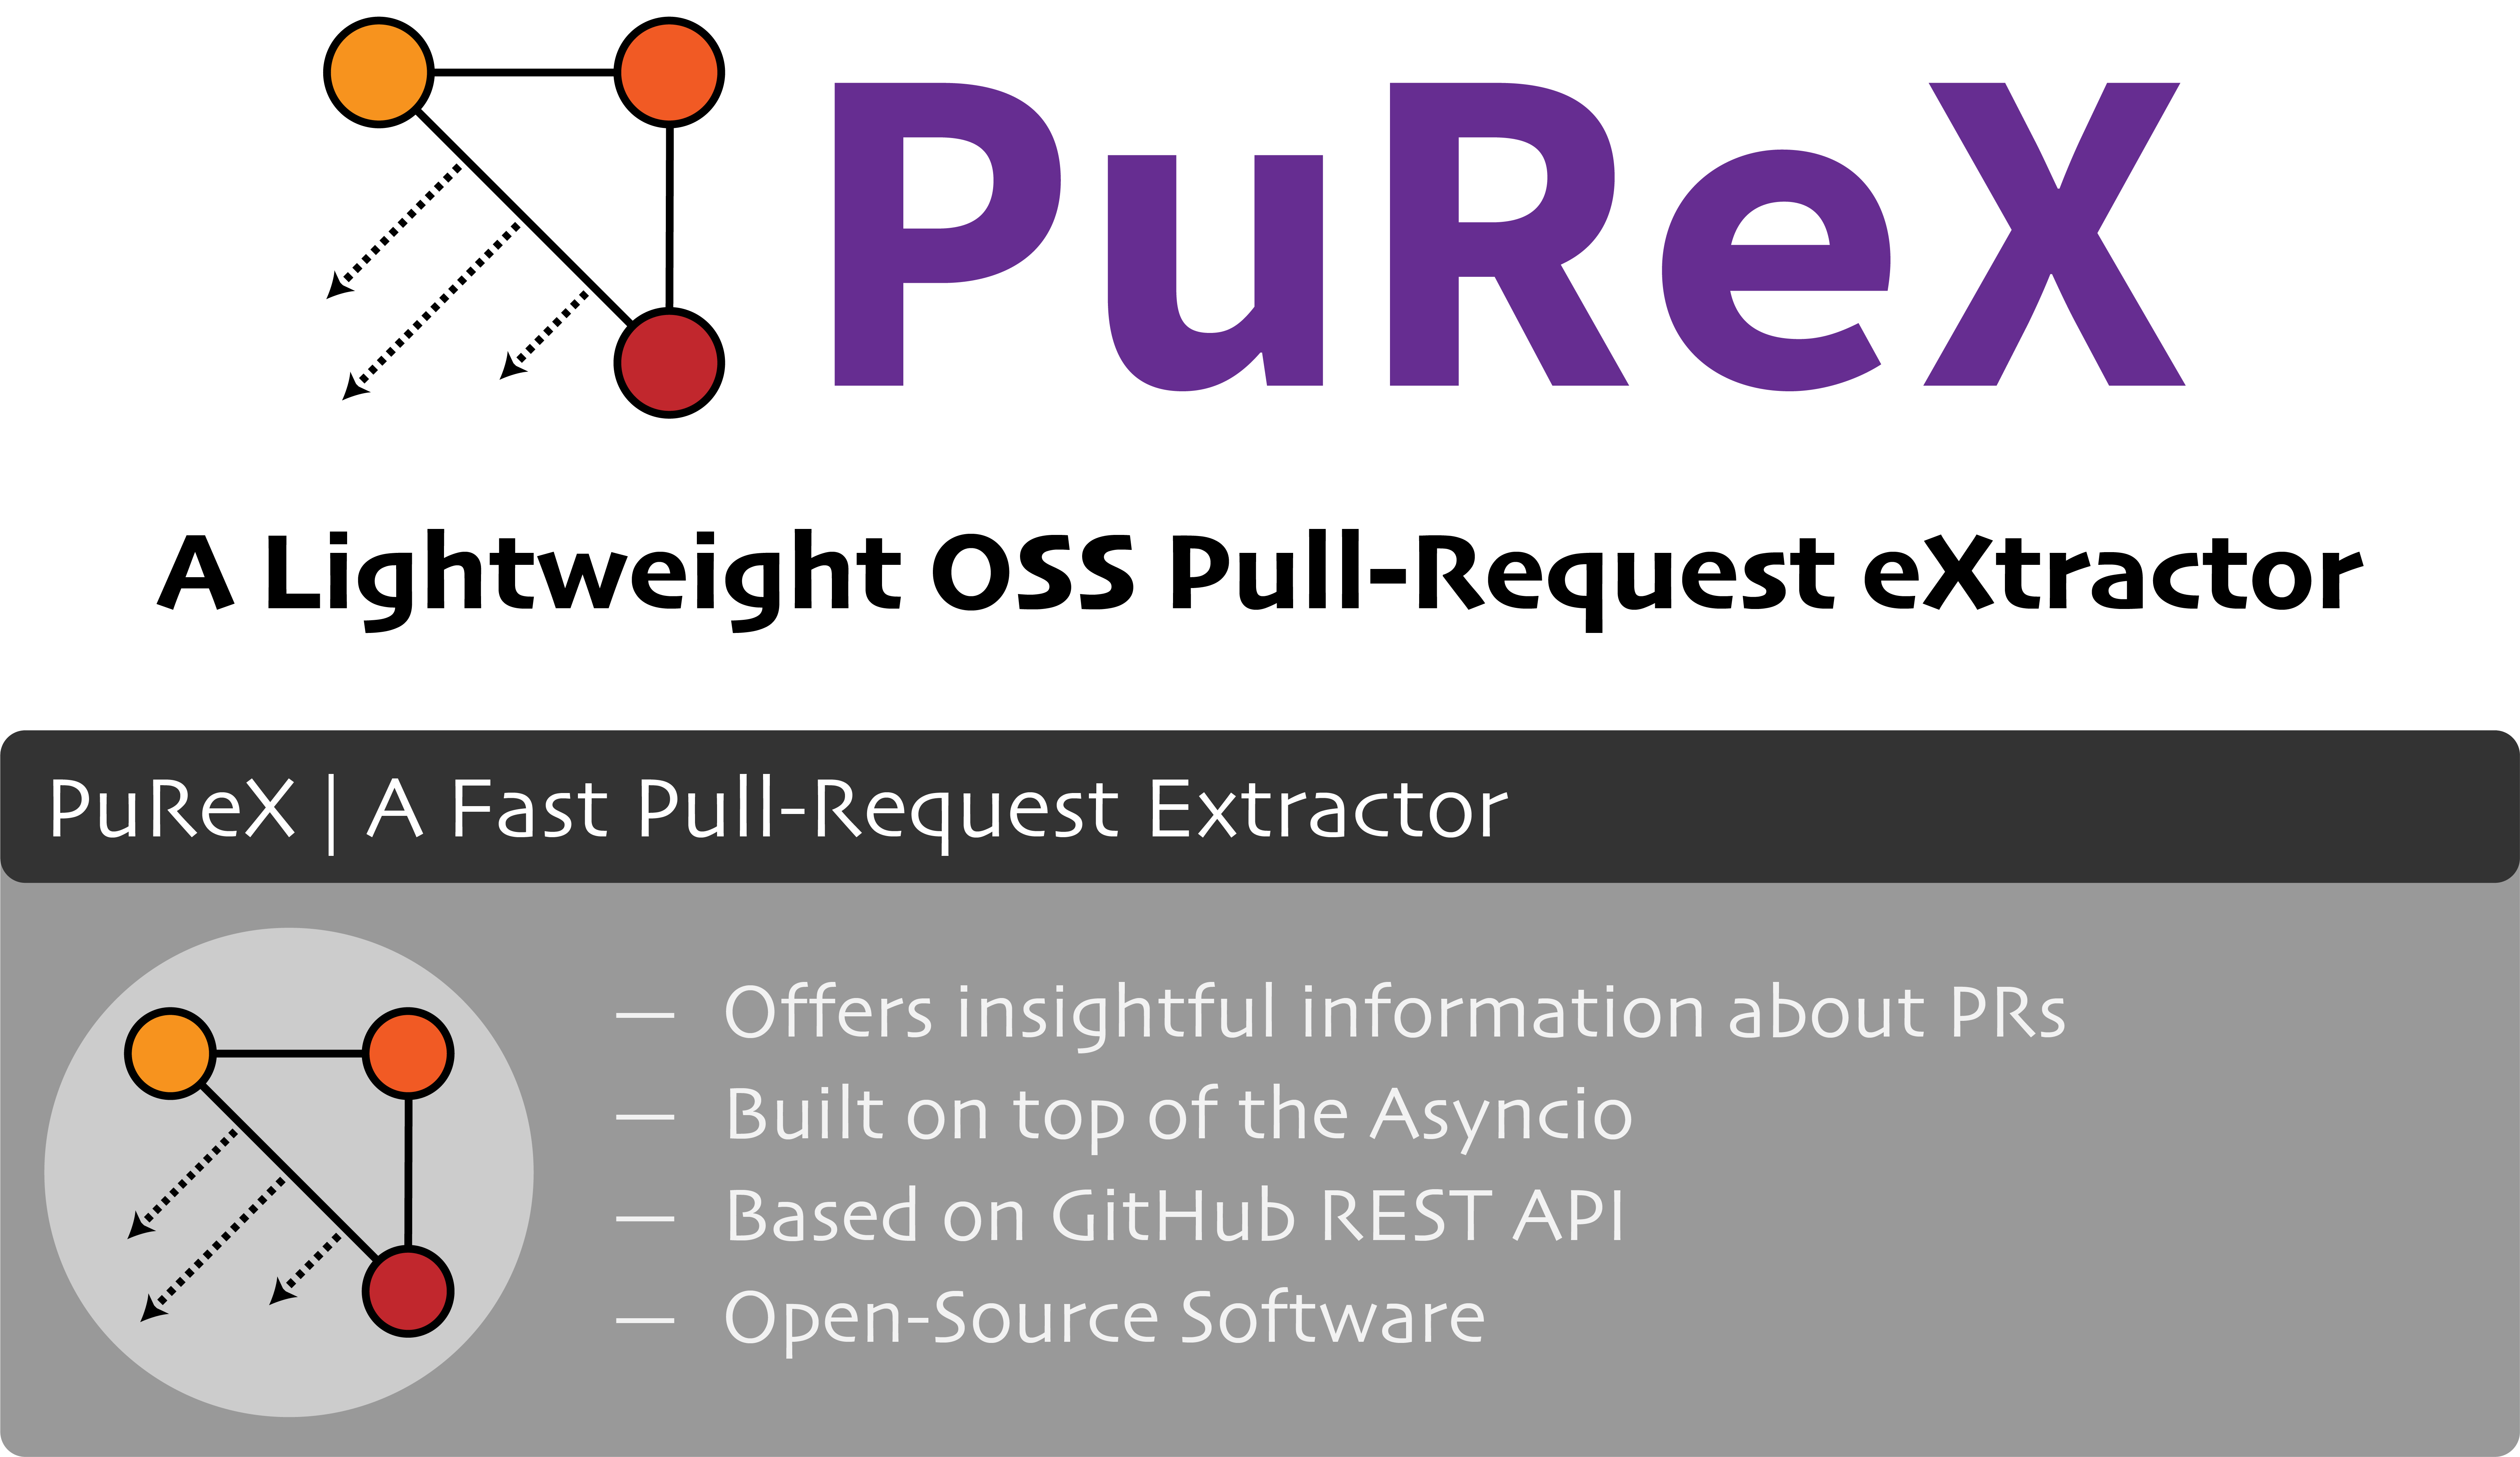 PuReX
A Lightweight OSS Pull-Request eXtractor
PuReX | A Fast Pull-Request Extractor
— Offers insightful information about PRs
— Built on top of the Asyncio
— Based on GitHub REST API
— Open-Source Software